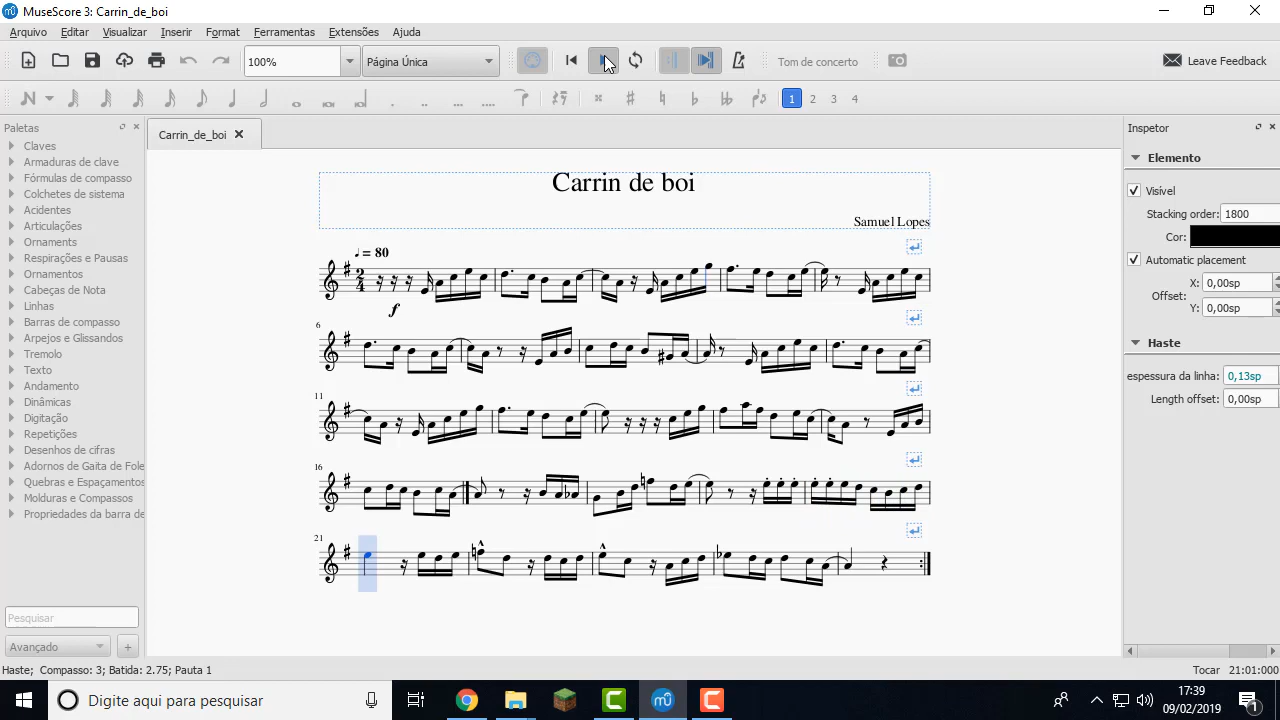 MuseScore 3: Carrin_de_boi
Arquivo Editar Visualizar Inserir Format Ferramentas Extensões Ajuda
100% Página Única Tom de concerto Leave Feedback
1 2 3 4
Paletas
Claves
Armaduras de clave
Fórmulas de compasso
Colchetes de sistema
Acidentes
Articulações
Ornaments
Respirações e Pausas
Ornamentos
Cabeças de Nota
Linhas
Barras de compasso
Arpejos e Glissandos
Tremolo
Texto
Andamento
Dinâmicas
Digitação
Repetições
Desenhos de cifras
Adornos de Gaita de Fole
Quebras e Espaçamentos
Molduras e Compassos
Propriedades da barra de
Pesquisar
Avançado +
Carrin_de_boi
Carrin de boi
Samuel Lopes
= 80
2
4
f
6
11
16
21
Inspetor
Elemento
Visível
Stacking order: 1800
Cor:
Automatic placement
X: 0,00sp
Offset:
Y: 0,00sp
Haste
espessura da linha: 0,13sp
Length offset: 0,00sp
Haste; Compasso: 3; Batida: 2.75; Pauta 1 Tocar 21:01:000
Digite aqui para pesquisar
17:39
09/02/2019
1